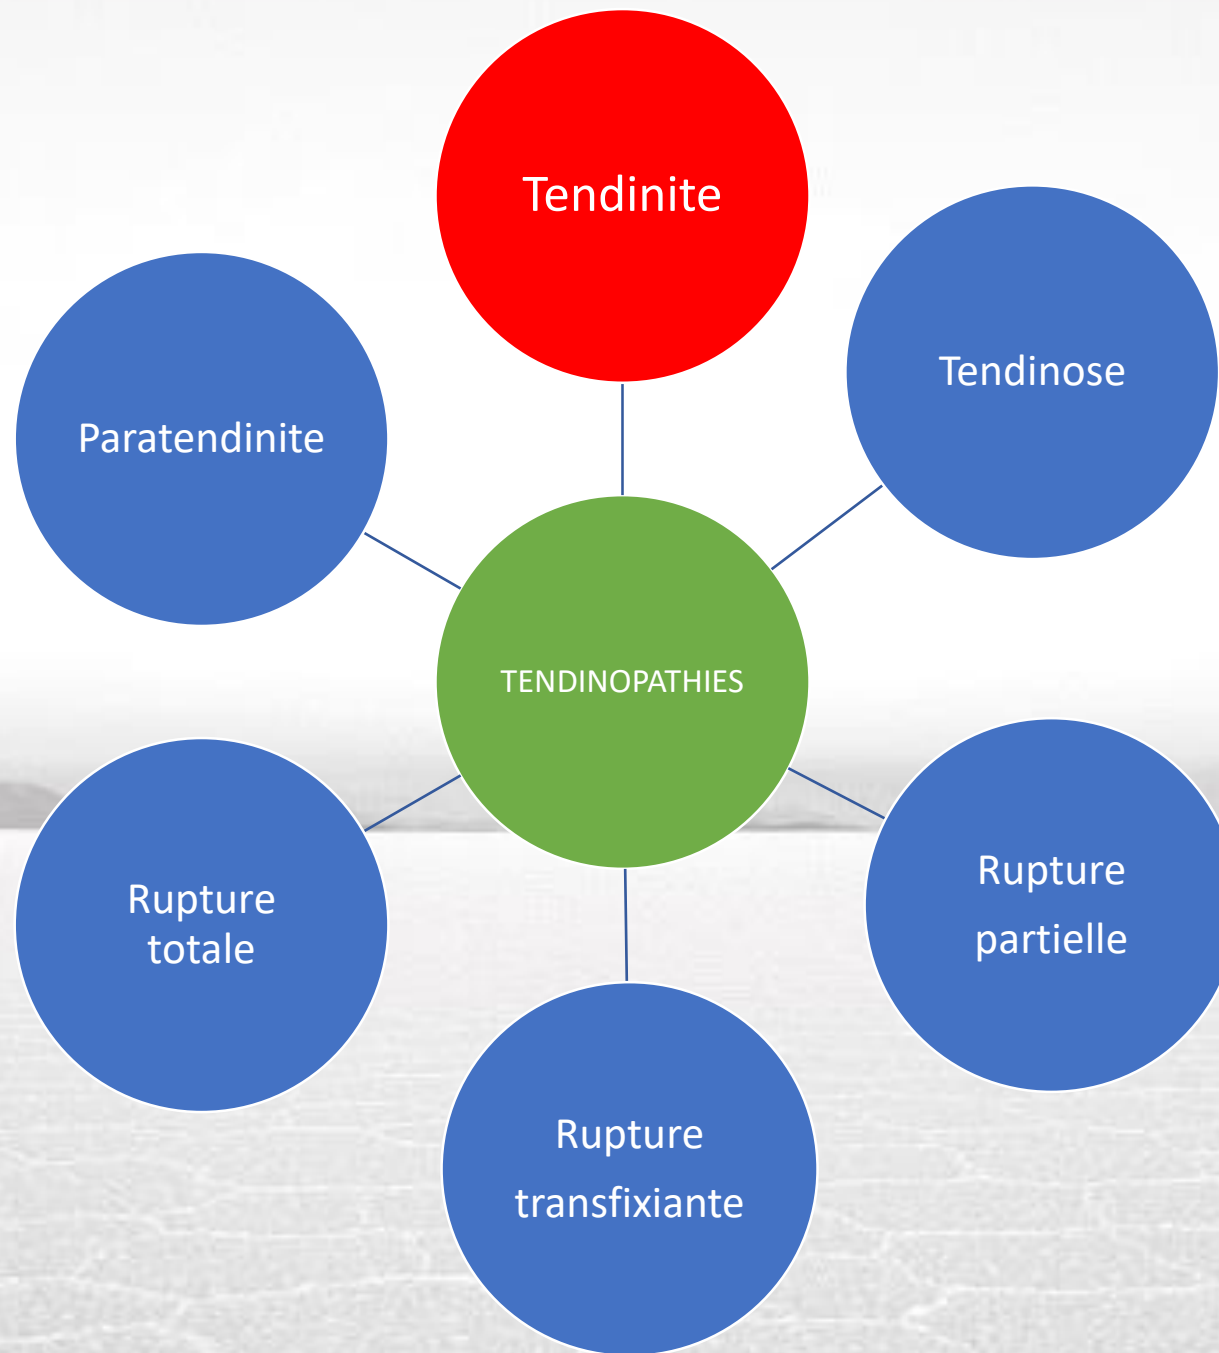 Tendinite
Tendinose
Paratendinite
TENDINOPATHIES
Rupture
partielle
Rupture
totale
Rupture
transfixiante